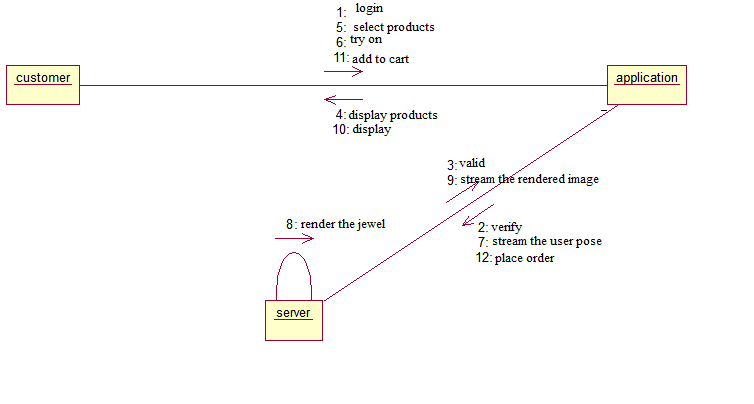 1: login
5: select products
6: try on
11: add to cart
customer
application
4: display products
10: display
3: valid
9: stream the rendered image
8: render the jewel
2: verify
7: stream the user pose
12: place order
server